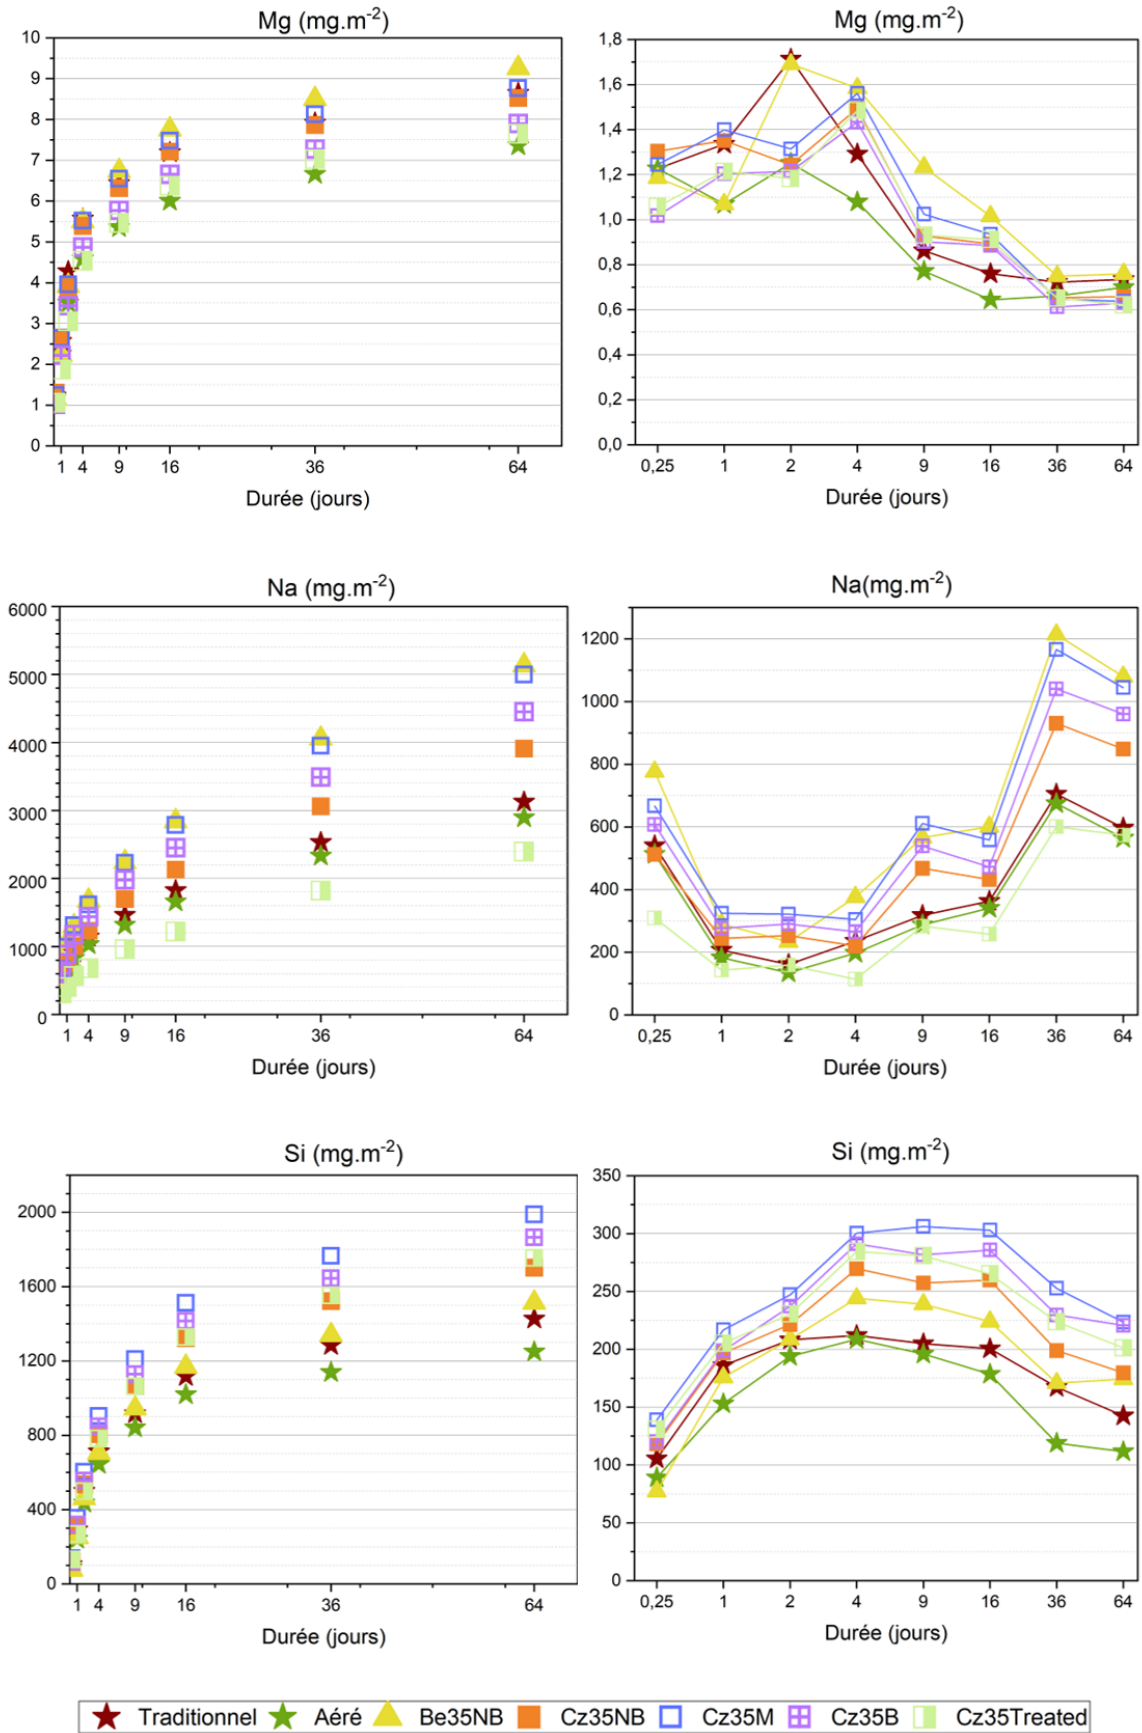 Mg (mg.m-2)
10
9
8
7
6
5
4
3
2
1
0
1 4 9 16 36 64
Durée (jours)
Mg (mg.m-2)
1,8
1,6
1,4
1,2
1,0
0,8
0,6
0,4
0,2
0,0
0,25 1 2 4 9 16 36 64
Durée (jours)
Na (mg.m-2)
6000
5000
4000
3000
2000
1000
0
1 4 9 16 36 64
Durée (jours)
Na(mg.m-2)
1200
1000
800
600
400
200
0
0,25 1 2 4 9 16 36 64
Durée (jours)
Si (mg.m-2)
2000
1600
1200
800
400
0
1 4 9 16 36 64
Durée (jours)
Si (mg.m-2)
350
300
250
200
150
100
50
0
0,25 1 2 4 9 16 36 64
Durée (jours)
Traditionnel Aéré Be35NB Cz35NB Cz35M Cz35B Cz35Treated